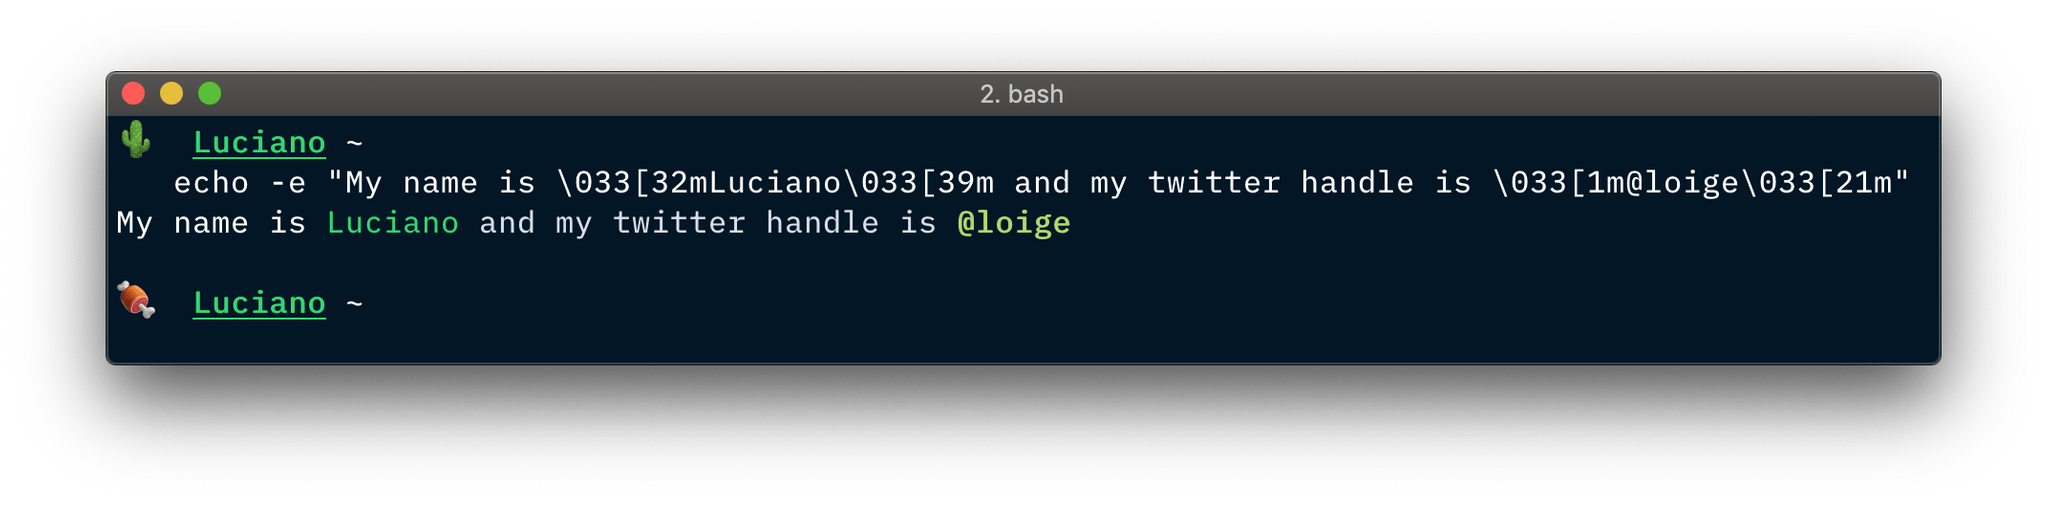 2. bash
🌵 Luciano ~
echo -e "My name is \033[32mLuciano\033[39m and my twitter handle is \033[1m@loige\033[21m"
My name is Luciano and my twitter handle is @loige
🍖 Luciano ~